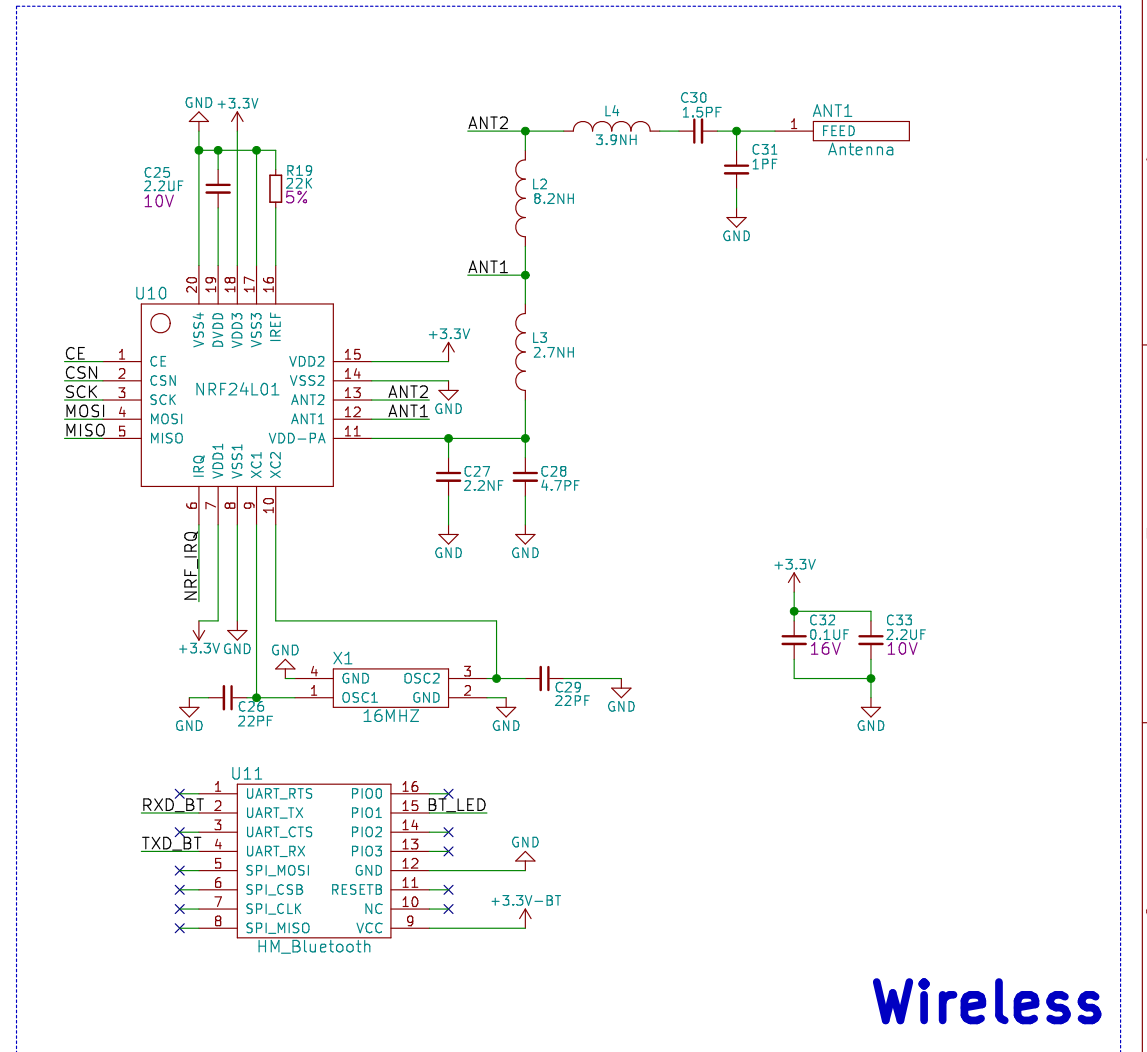 GND +3.3V
C25
2.2UF
10V
R19
22K
5%
20 19 18 17 16
U10
VSS4 DVDD VDD3 VSS3 IREF
NRF24L01
CE 1 CE
CSN 2 CSN
SCK 3 SCK
MOSI 4 MOSI
MISO 5 MISO
VDD2 15 +3.3V
VSS2 14 GND
ANT2 13 ANT2
ANT1 12 ANT1
VDD-PA 11
IRQ VDD1 VSS1 XC1 XC2
6 7 8 9 10
NRF_IRQ
+3.3V GND
ANT2
L4
3.9NH
C30
1.5PF
C31
1PF
GND
ANT1
1 FEED
Antenna
L2
8.2NH
ANT1
L3
2.7NH
C27
2.2NF
GND
C28
4.7PF
GND
GND
X1
4 GND OSC2 3
1 OSC1 GND 2
16MHZ
GND
C26
22PF
GND
C29
22PF
GND
+3.3V
C32
0.1UF
16V
C33
2.2UF
10V
GND
U11
1 UART_RTS PIO0 16
RXD_BT 2 UART_TX PIO1 15 BT_LED
3 UART_CTS PIO2 14
TXD_BT 4 UART_RX PIO3 13
5 SPI_MOSI GND 12 GND
6 SPI_CSB RESETB 11
7 SPI_CLK NC 10
8 SPI_MISO VCC 9 +3.3V-BT
HM_Bluetooth
Wireless